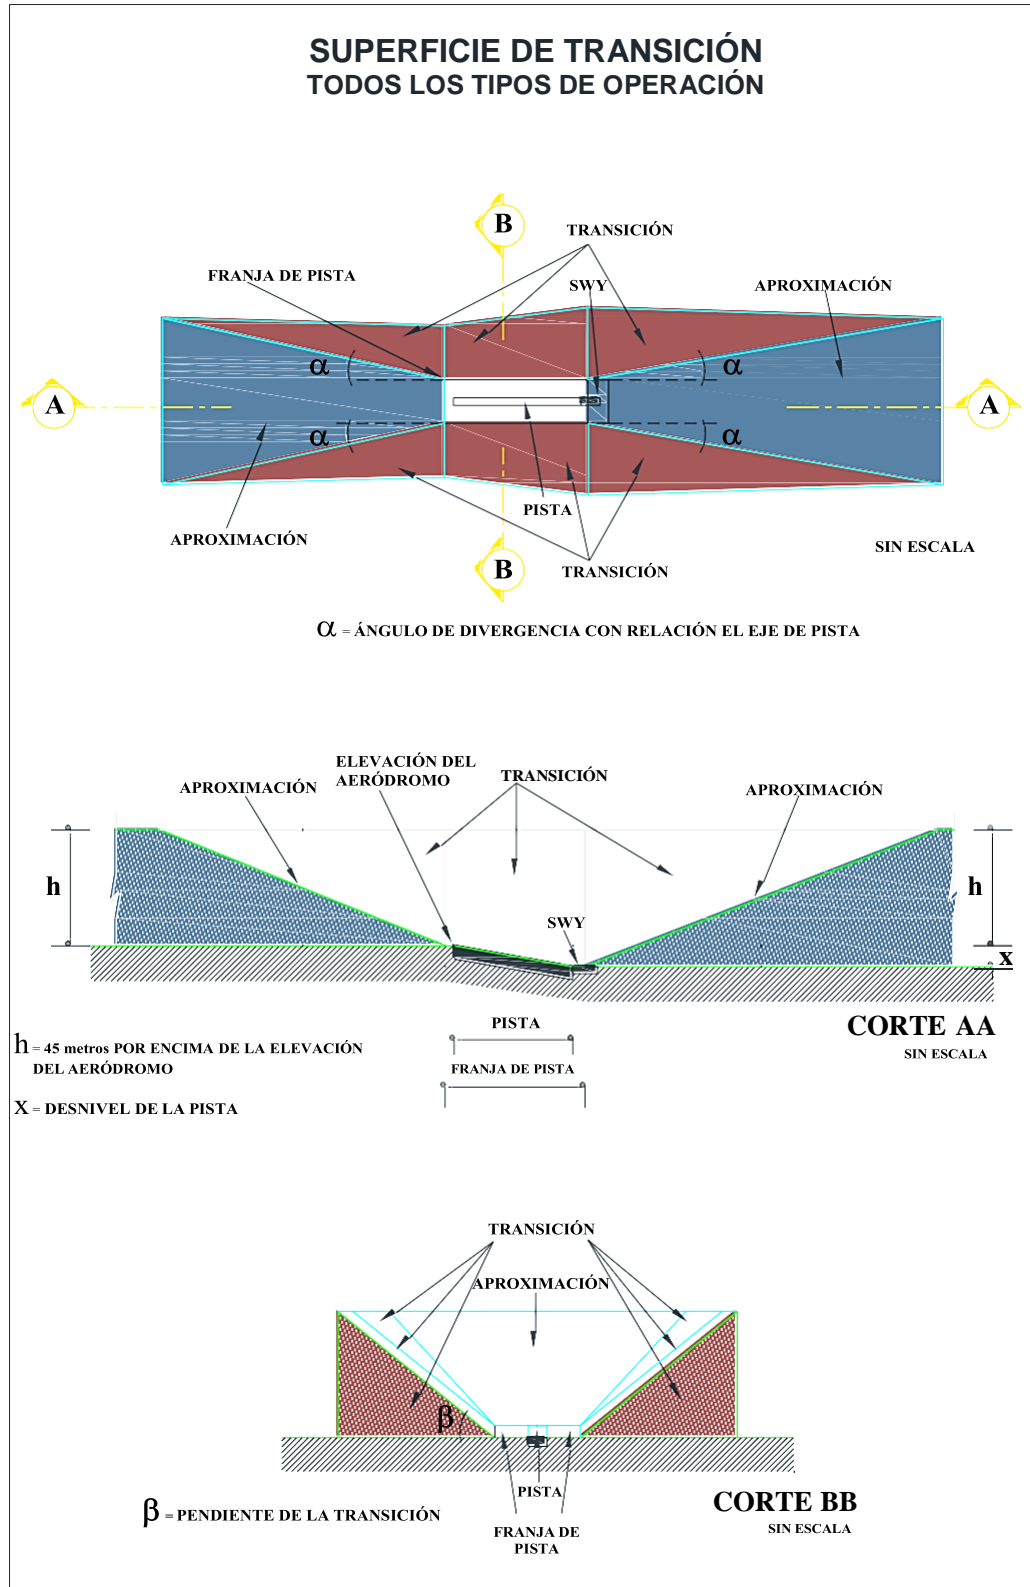 SUPERFICIE DE TRANSICIÓN
TODOS LOS TIPOS DE OPERACIÓN
B
TRANSICIÓN
FRANJA DE PISTA
SWY
APROXIMACIÓN
α
α
A
A
α
α
PISTA
APROXIMACIÓN
SIN ESCALA
B
TRANSICIÓN
α = ÁNGULO DE DIVERGENCIA CON RELACIÓN EL EJE DE PISTA
ELEVACIÓN DEL
AERÓDROMO
TRANSICIÓN
APROXIMACIÓN
APROXIMACIÓN
h
h
SWY
x
PISTA
CORTE AA
SIN ESCALA
h = 45 metros POR ENCIMA DE LA ELEVACIÓN
DEL AERÓDROMO
FRANJA DE PISTA
x = DESNIVEL DE LA PISTA
TRANSICIÓN
APROXIMACIÓN
β
PISTA
CORTE BB
SIN ESCALA
β = PENDIENTE DE LA TRANSICIÓN
FRANJA DE
PISTA